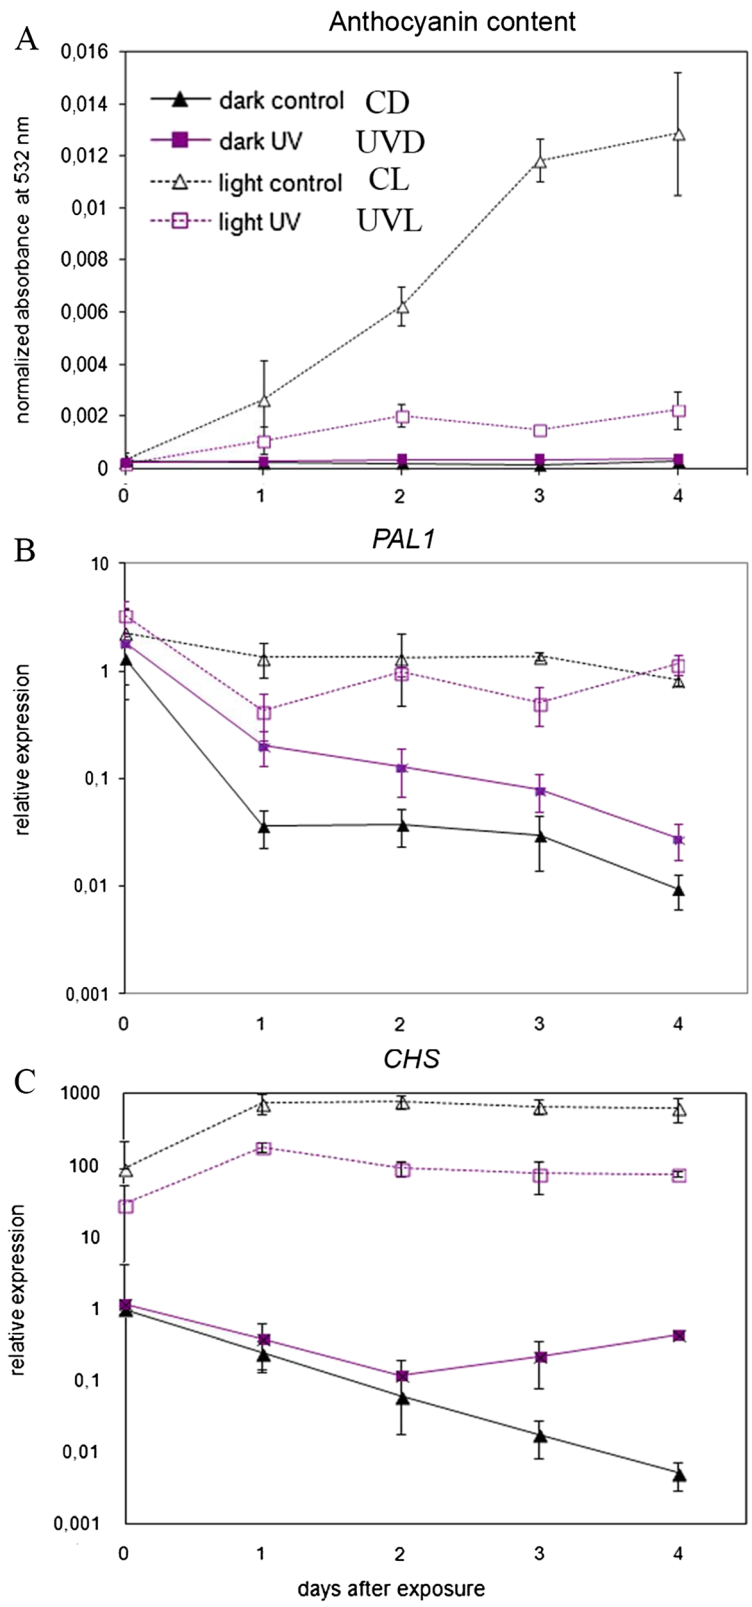 A
Anthocyanin content
normalized absorbance at 532 nm
0,016
0,014
0,012
0,01
0,008
0,006
0,004
0,002
0
dark control CD
dark UV UVD
light control CL
light UV UVL
0 1 2 3 4
B
PAL1
relative expression
10
1
0,1
0,01
0,001
0 1 2 3 4
C
CHS
relative expression
1000
100
10
1
0,1
0,01
0,001
0 1 2 3 4
days after exposure